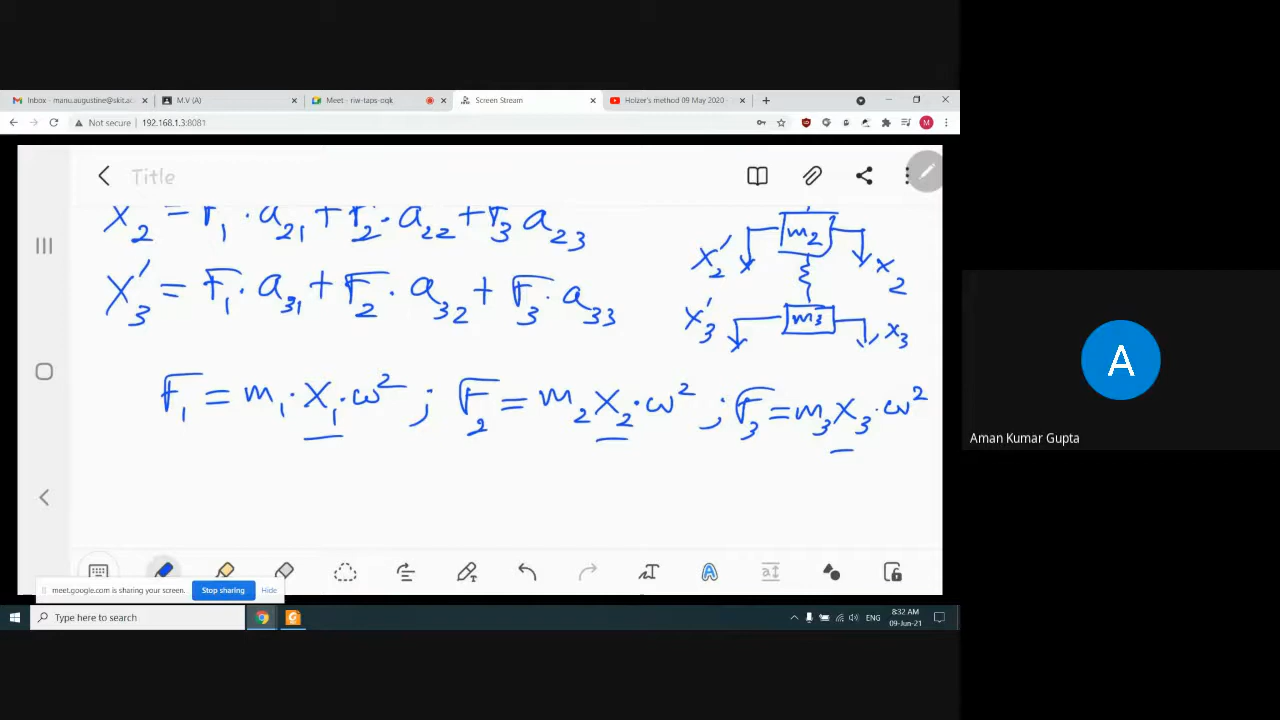 Inbox - manu.augustine@skit.ac
M.V (A)
Meet - riw-taps-oqk
Screen Stream
Holzer's method 09 May 2020 -
Not secure | 192.168.1.3:8081
M
Title
X₂ = F₁ · a₂₁ + F₂ · a₂₂ + F₃ a₂₃
X₃′ = F₁ · a₃₁ + F₂ · a₃₂ + F₃ · a₃₃
m₂
X₂′
x₂
m₃
X₃′
x₃
F₁ = m₁ · X₁ · ω² ; F₂ = m₂ X₂ · ω² ; F₃ = m₃ X₃ · ω²
A
Aman Kumar Gupta
meet.google.com is sharing your screen.
Stop sharing
Hide
Type here to search
ENG
8:32 AM
09-Jun-21